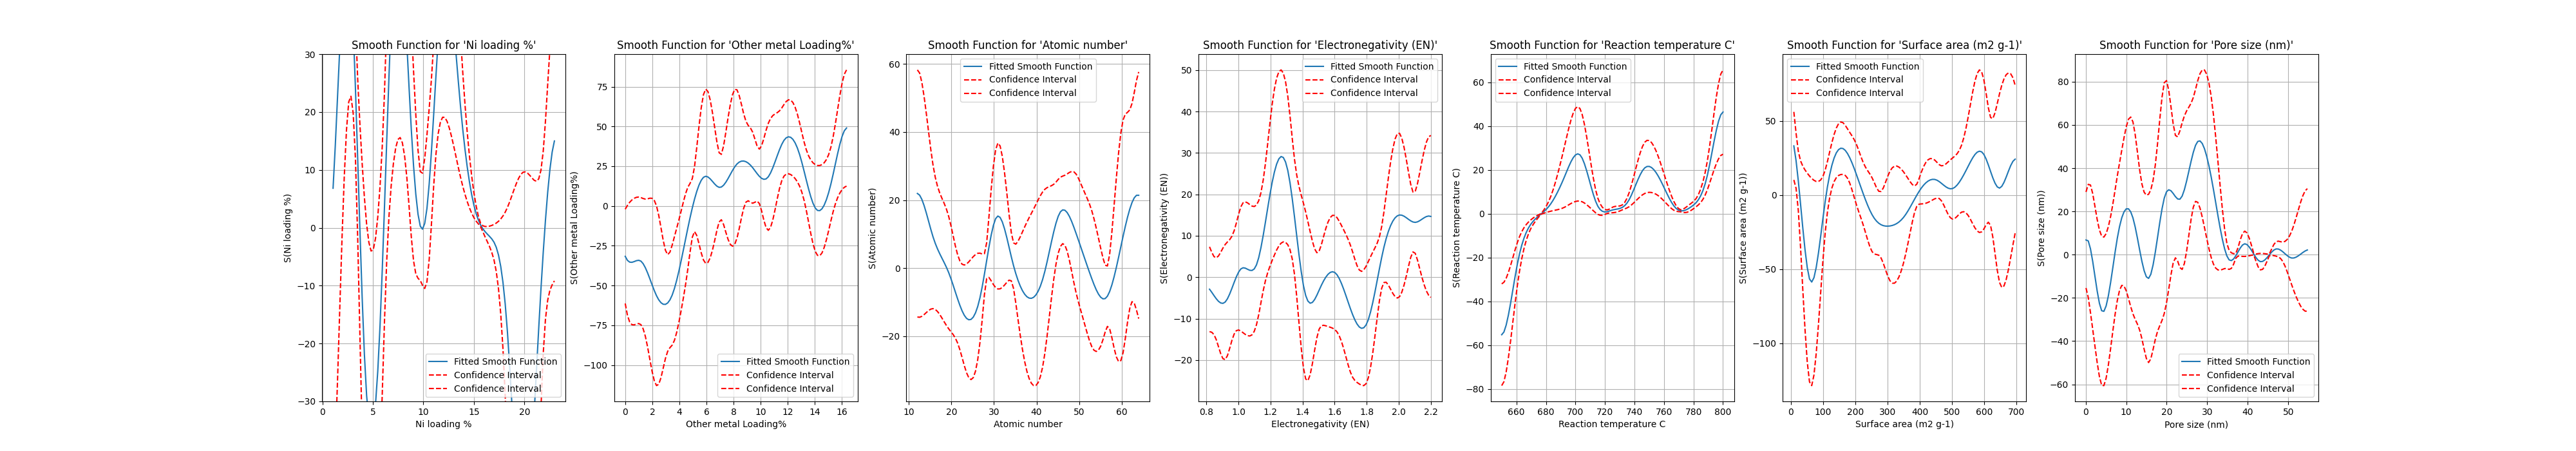 Smooth Function for 'Ni loading %'
S(Ni loading %)
30
20
10
0
−10
−20
−30
Fitted Smooth Function
Confidence Interval
Confidence Interval
0 5 10 15 20
Ni loading %
Smooth Function for 'Other metal Loading%'
S(Other metal Loading%)
75
50
25
0
−25
−50
−75
−100
Fitted Smooth Function
Confidence Interval
Confidence Interval
0 2 4 6 8 10 12 14 16
Other metal Loading%
Smooth Function for 'Atomic number'
Fitted Smooth Function
Confidence Interval
Confidence Interval
S(Atomic number)
60
40
20
0
−20
10 20 30 40 50 60
Atomic number
Smooth Function for 'Electronegativity (EN)'
Fitted Smooth Function
Confidence Interval
Confidence Interval
S(Electronegativity (EN))
50
40
30
20
10
0
−10
−20
0.8 1.0 1.2 1.4 1.6 1.8 2.0 2.2
Electronegativity (EN)
Smooth Function for 'Reaction temperature C'
Fitted Smooth Function
Confidence Interval
Confidence Interval
S(Reaction temperature C)
60
40
20
0
−20
−40
−60
−80
660 680 700 720 740 760 780 800
Reaction temperature C
Smooth Function for 'Surface area (m2 g-1)'
Fitted Smooth Function
Confidence Interval
Confidence Interval
S(Surface area (m2 g-1))
50
0
−50
−100
0 100 200 300 400 500 600 700
Surface area (m2 g-1)
Smooth Function for 'Pore size (nm)'
S(Pore size (nm))
80
60
40
20
0
−20
−40
−60
Fitted Smooth Function
Confidence Interval
Confidence Interval
0 10 20 30 40 50
Pore size (nm)